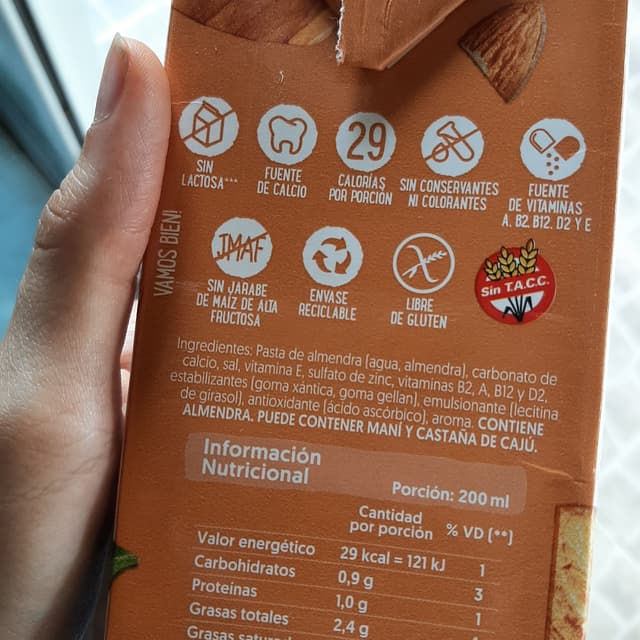 SIN
LACTOSA***
FUENTE
DE CALCIO
29
CALORÍAS
POR PORCIÓN
SIN CONSERVANTES
NI COLORANTES
FUENTE
DE VITAMINAS
A, B2, B12, D2 Y E
VAMOS BIEN!
JMAF
SIN JARABE
DE MAÍZ DE ALTA
FRUCTOSA
ENVASE
RECICLABLE
LIBRE
DE GLUTEN
Sin T.A.C.C.
Ingredientes: Pasta de almendra (agua, almendra), carbonato de
calcio, sal, vitamina E, sulfato de zinc, vitaminas B2, A, B12 y D2,
estabilizantes (goma xántica, goma gellan), emulsionante (lecitina
de girasol), antioxidante (ácido ascórbico), aroma. CONTIENE
ALMENDRA. PUEDE CONTENER MANÍ Y CASTAÑA DE CAJÚ.
Información
Nutricional
Porción: 200 ml
Cantidad
por porción % VD (**)
Valor energético 29 kcal = 121 kJ 1
Carbohidratos 0,9 g 3
Proteínas 1,0 g 1
Grasas totales 2,4 g
Grasas